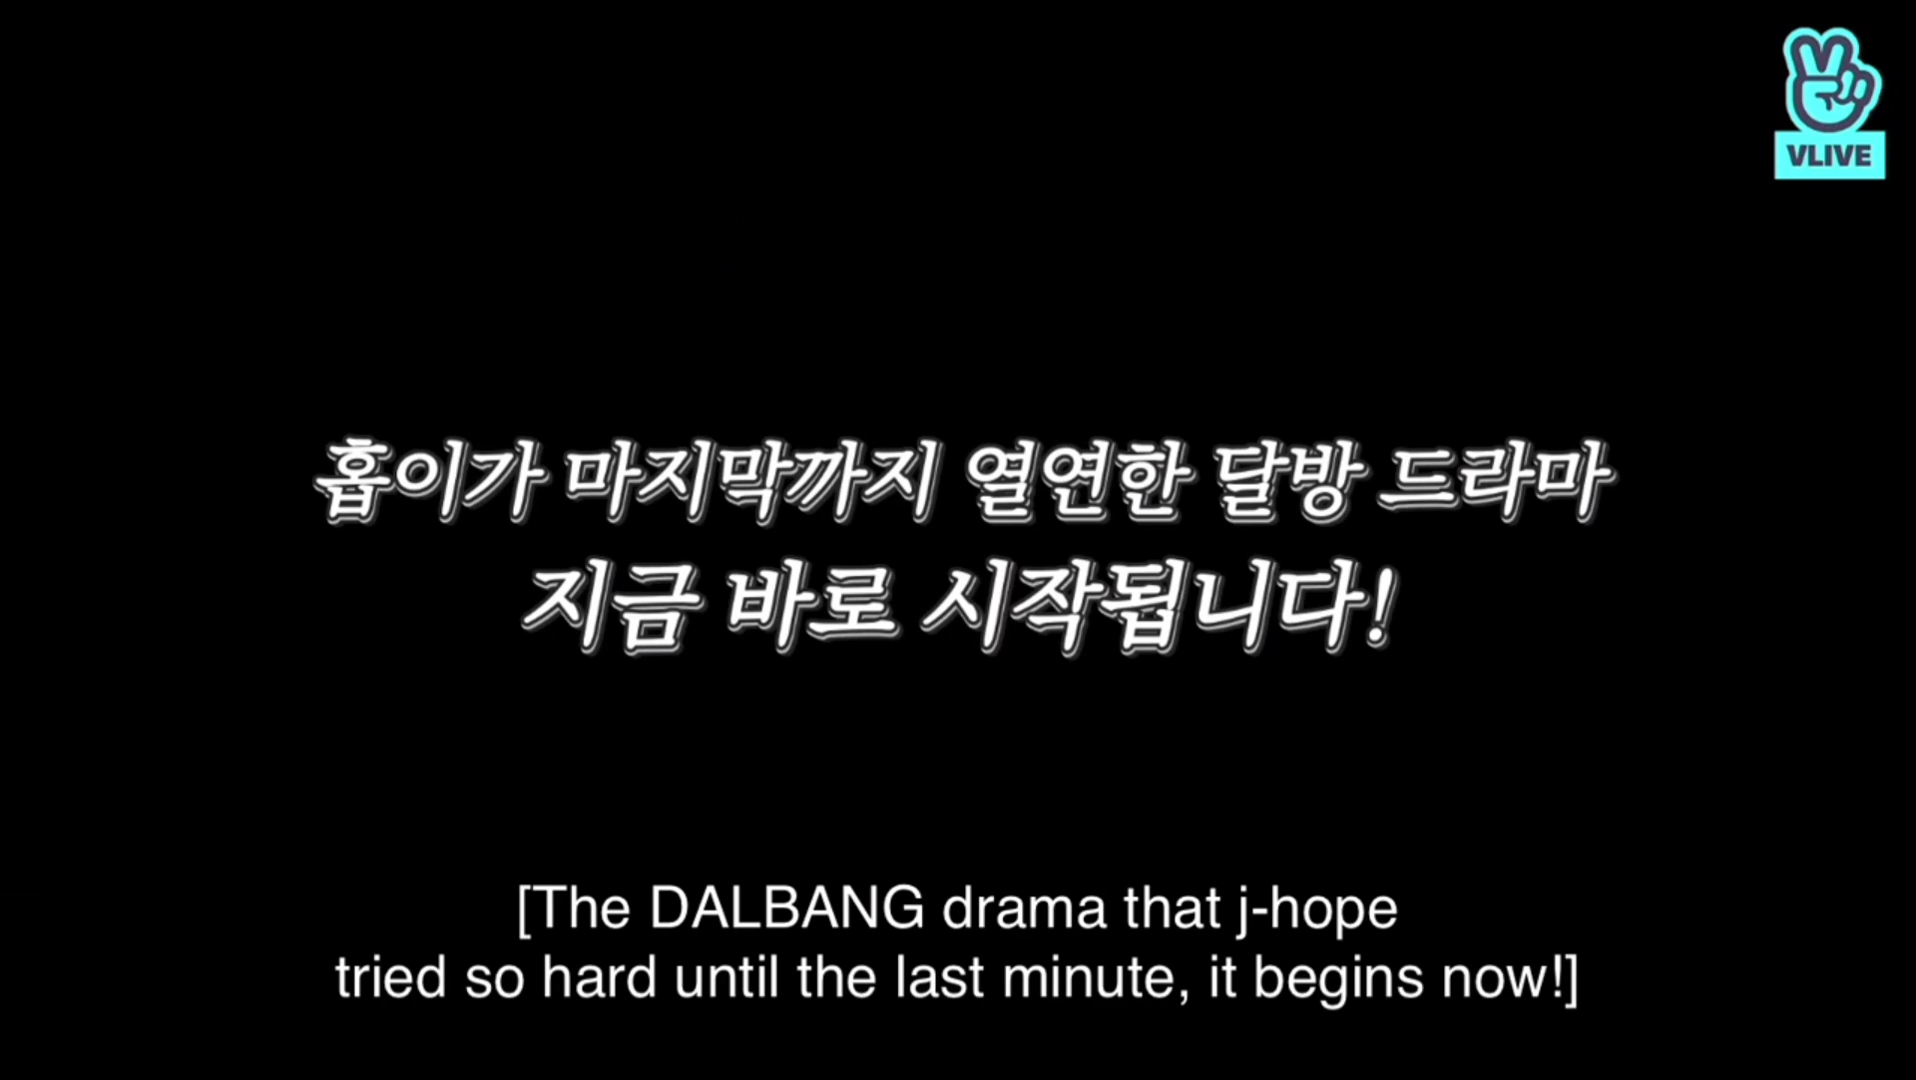 VLIVE
홉이가 마지막까지 열연한 달방 드라마
지금 바로 시작됩니다!
[The DALBANG drama that j-hope
tried so hard until the last minute, it begins now!]